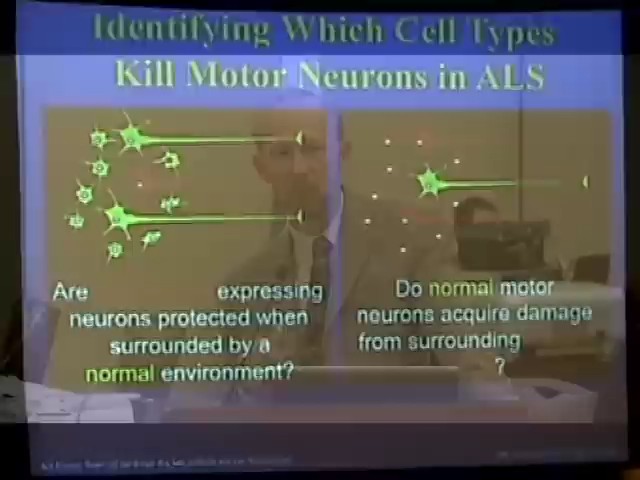 Identifying Which Cell Types
Kill Motor Neurons in ALS
Are expressing
neurons protected when
surrounded by a
normal environment?
Do normal motor
neurons acquire damage
from surrounding
?